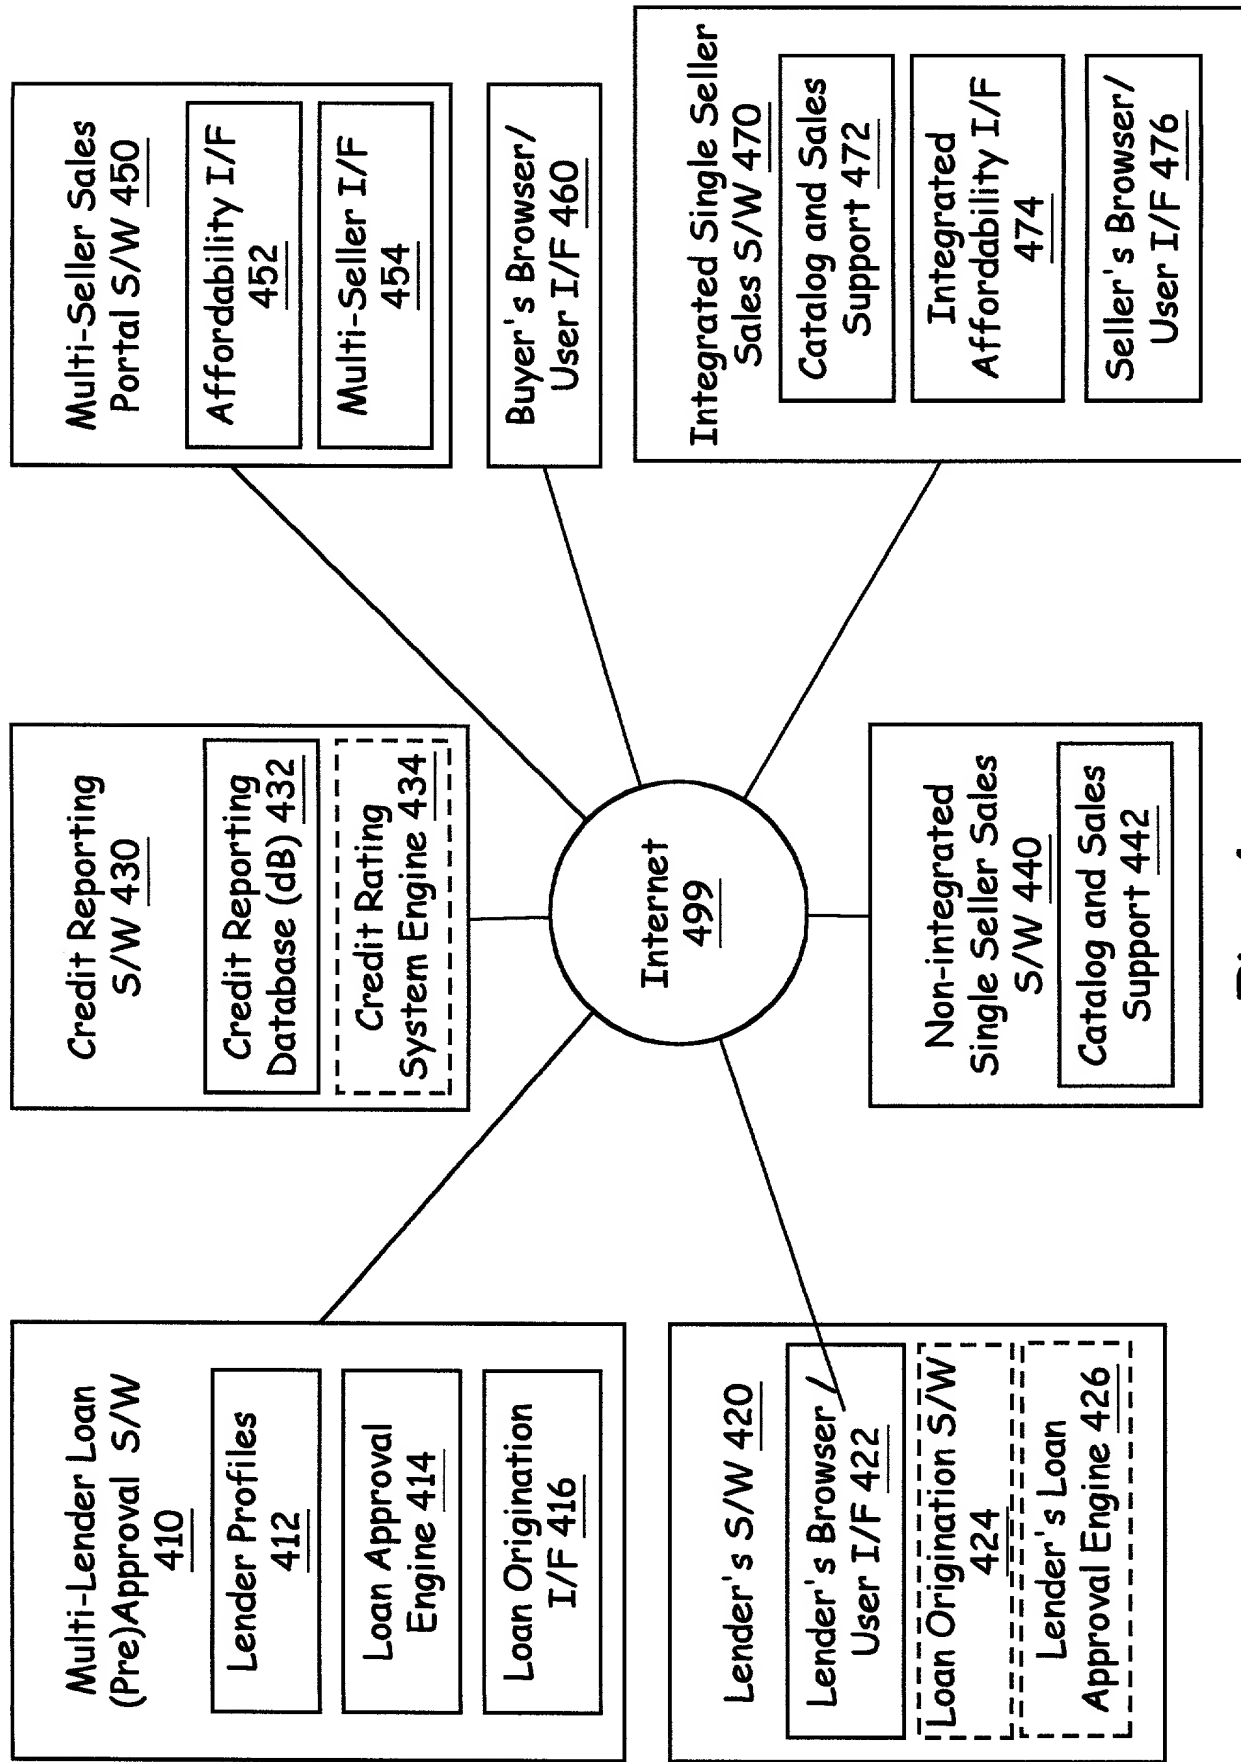 Multi-Lender Loan
(Pre)Approval S/W
410
Lender Profiles
412
Loan Approval
Engine 414
Loan Origination
I/F 416
Credit Reporting
S/W 430
Credit Reporting
Database (dB) 432
Credit Rating
System Engine 434
Multi-Seller Sales
Portal S/W 450
Affordability I/F
452
Multi-Seller I/F
454
Buyer's Browser/
User I/F 460
Internet
499
Lender's S/W 420
Lender's Browser /
User I/F 422
Loan Origination S/W
424
Lender's Loan
Approval Engine 426
Non-integrated
Single Seller Sales
S/W 440
Catalog and Sales
Support 442
Integrated Single Seller
Sales S/W 470
Catalog and Sales
Support 472
Integrated
Affordability I/F
474
Seller's Browser/
User I/F 476